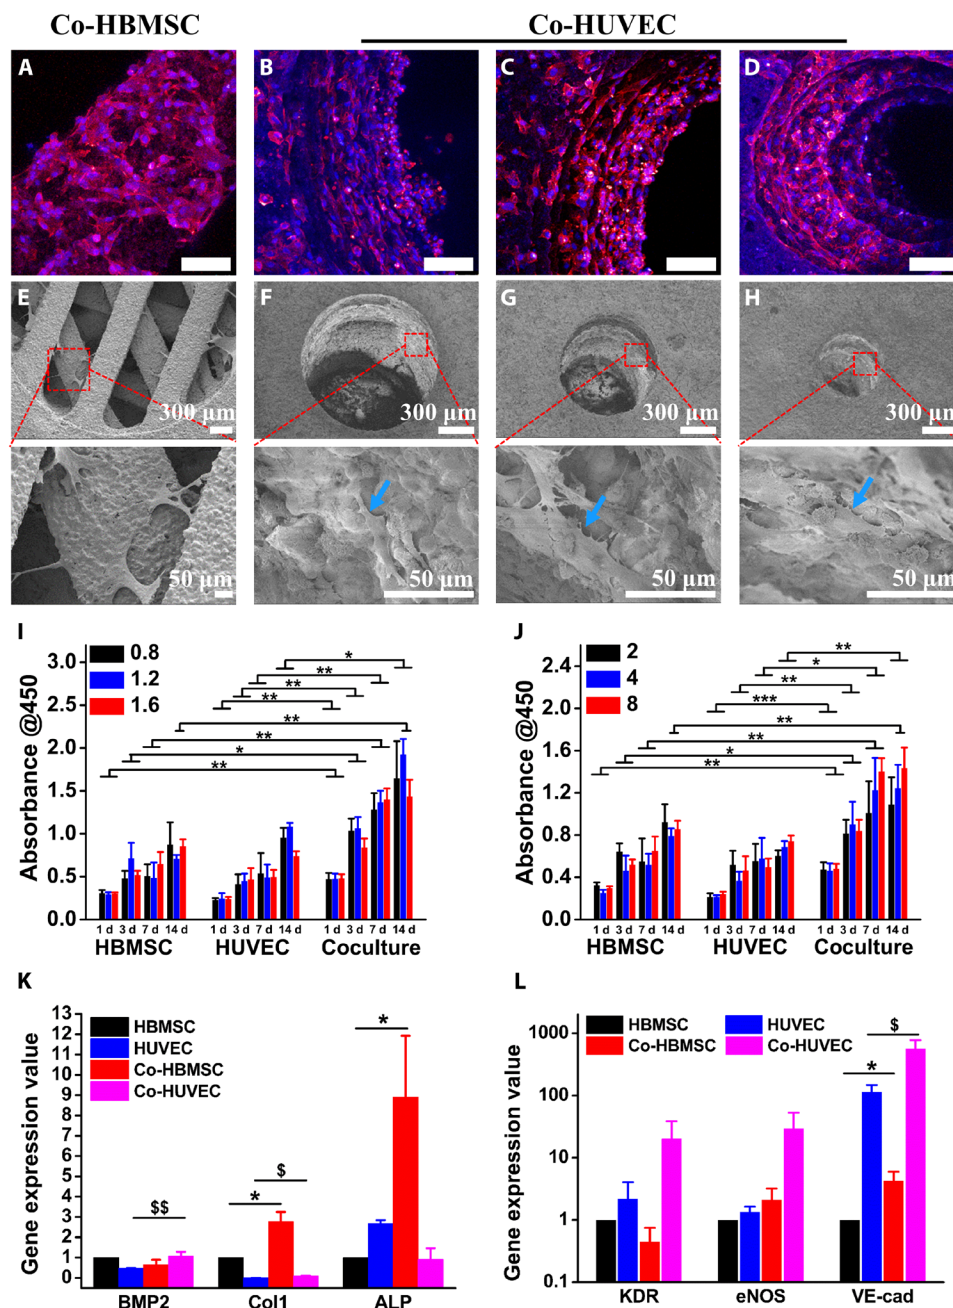 Co-HBMSC Co-HUVEC
A B C D
E F G H
300 μm 300 μm 300 μm 300 μm
50 μm 50 μm 50 μm 50 μm
I J
Absorbance @450
3.0
2.5
2.0
1.5
1.0
0.5
0.0
0.8
1.2
1.6
*
**
**
**
**
**
*
**
1 d 3 d 7 d 14 d 1 d 3 d 7 d 14 d 1 d 3 d 7 d 14 d
HBMSC HUVEC Coculture
Absorbance @450
2.4
2.0
1.6
1.2
0.8
0.4
0.0
2
4
8
**
*
**
***
**
**
*
**
1 d 3 d 7 d 14 d 1 d 3 d 7 d 14 d 1 d 3 d 7 d 14 d
HBMSC HUVEC Coculture
K L
Gene expression value
13
12
11
10
9
8
7
6
5
4
3
2
1
0
HBMSC
HUVEC
Co-HBMSC
Co-HUVEC
*
$
*
$$
BMP2 Col1 ALP
Gene expression value
1000
100
10
1
0.1
HBMSC HUVEC
Co-HBMSC Co-HUVEC
$
*
KDR eNOS VE-cad